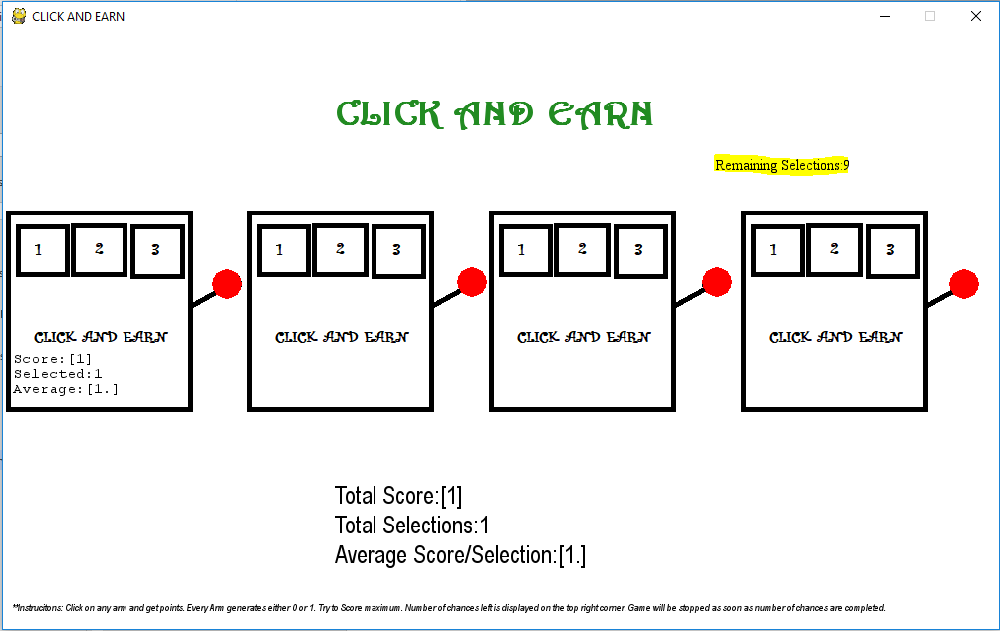 CLICK AND EARN
CLICK AND EARN
Remaining Selections:9
1 2 3
1 2 3
1 2 3
1 2 3
CLICK AND EARN
CLICK AND EARN
CLICK AND EARN
CLICK AND EARN
Score:[1]
Selected:1
Average:[1.]
Total Score:[1]
Total Selections:1
Average Score/Selection:[1.]
**Instrucitons: Click on any arm and get points. Every Arm generates either 0 or 1. Try to Score maximum. Number of chances left is displayed on the top right corner. Game will be stopped as soon as number of chances are completed.